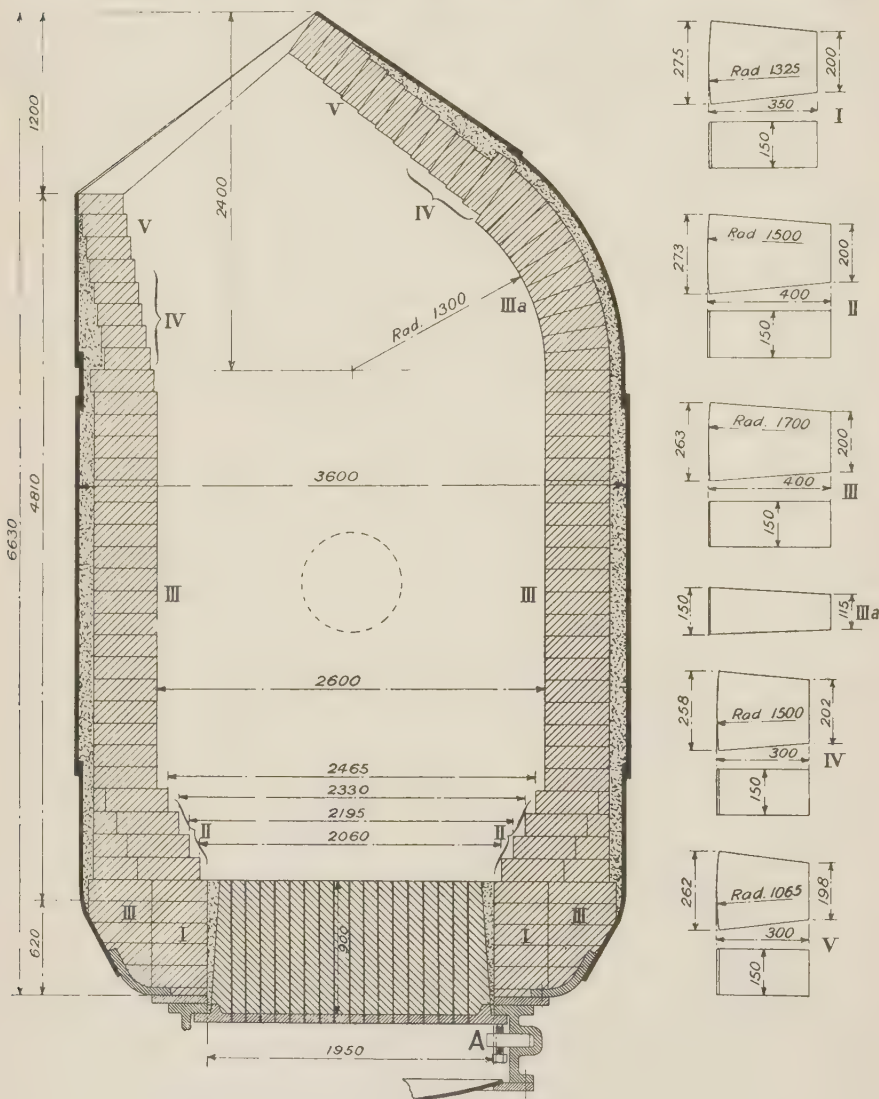 6630
1200
4810
620
2400
V
IV
V
IV
IIIa
Rad. 1300
3600
III
III
2600
2465
2330
2195
2060
II
II
III
I
I
III
900
1950
A
275
Rad 1325
200
350
I
150
273
Rad 1500
200
400
II
150
263
Rad. 1700
200
400
III
150
150
115
IIIa
258
Rad 1500
202
300
IV
150
262
Rad. 1065
198
300
V
150